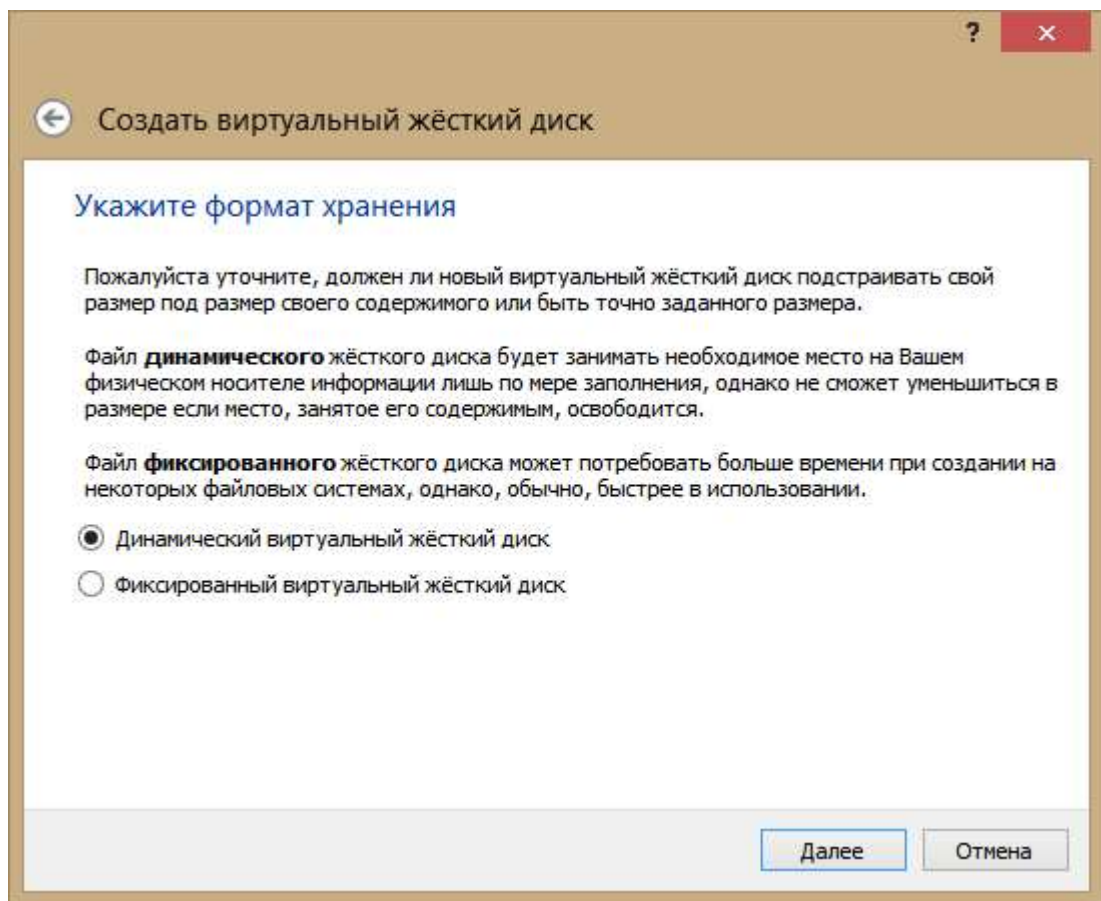 ?
Создать виртуальный жёсткий диск
Укажите формат хранения
Пожалуйста уточните, должен ли новый виртуальный жёсткий диск подстраивать свой
размер под размер своего содержимого или быть точно заданного размера.
Файл динамического жёсткого диска будет занимать необходимое место на Вашем
физическом носителе информации лишь по мере заполнения, однако не сможет уменьшиться в
размере если место, занятое его содержимым, освободится.
Файл фиксированного жёсткого диска может потребовать больше времени при создании на
некоторых файловых системах, однако, обычно, быстрее в использовании.
Динамический виртуальный жёсткий диск
Фиксированный виртуальный жёсткий диск
Далее Отмена